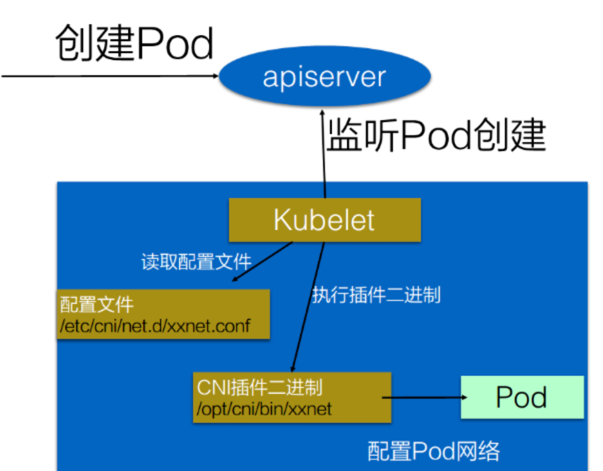 创建Pod
apiserver
监听Pod创建
Kubelet
读取配置文件
执行插件二进制
配置文件
/etc/cni/net.d/xxnet.conf
CNI插件二进制
/opt/cni/bin/xxnet
Pod
配置Pod网络